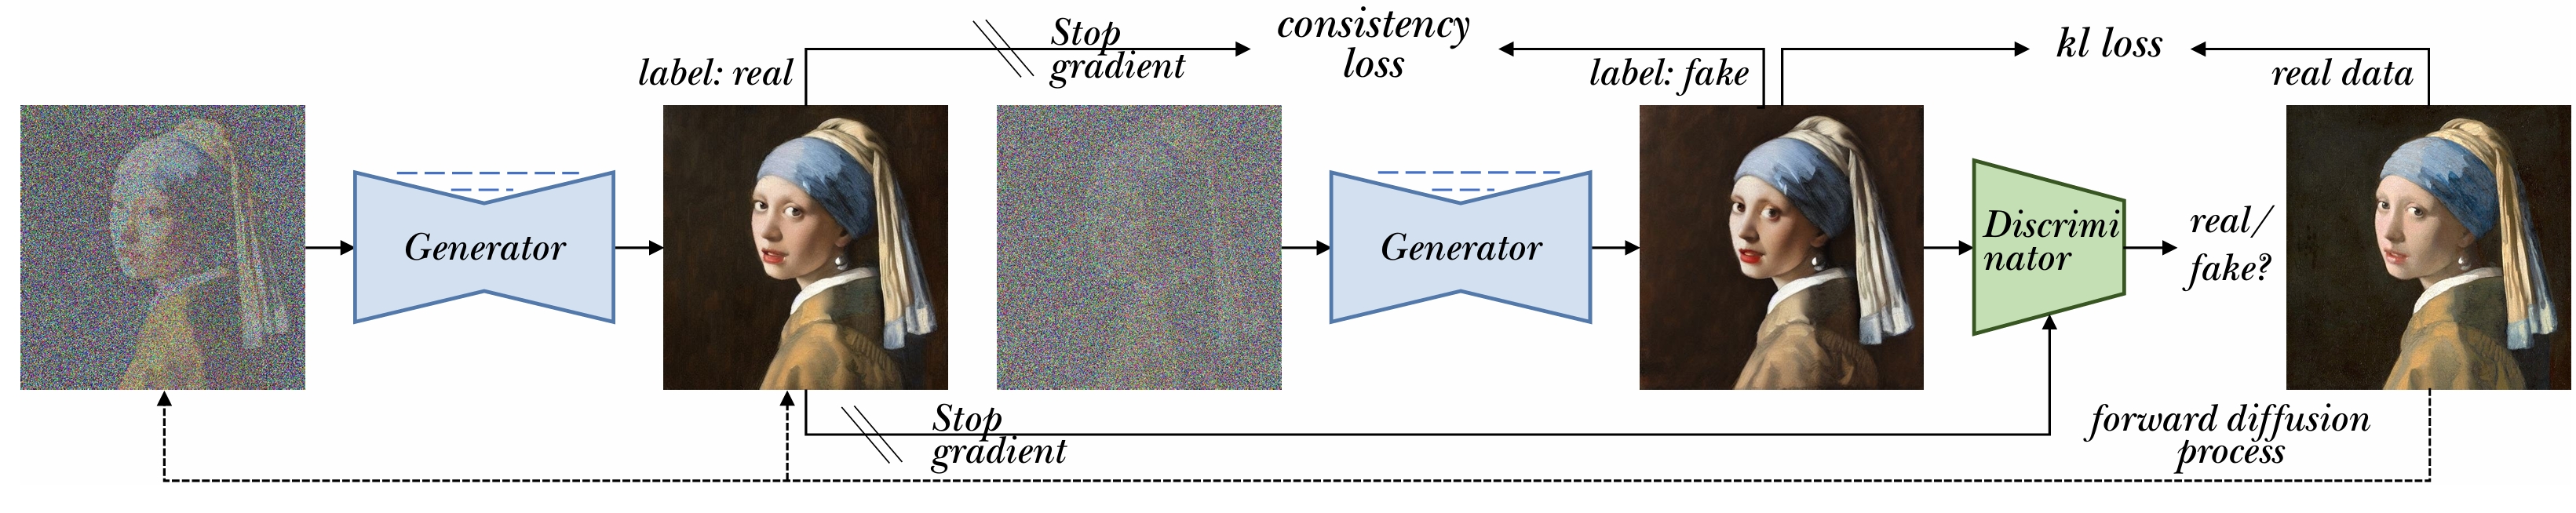 label: real
Stop
gradient
consistency
loss
label: fake
kl loss
real data
Generator
Generator
Discrimi
nator
real/
fake?
Stop
gradient
forward diffusion
process